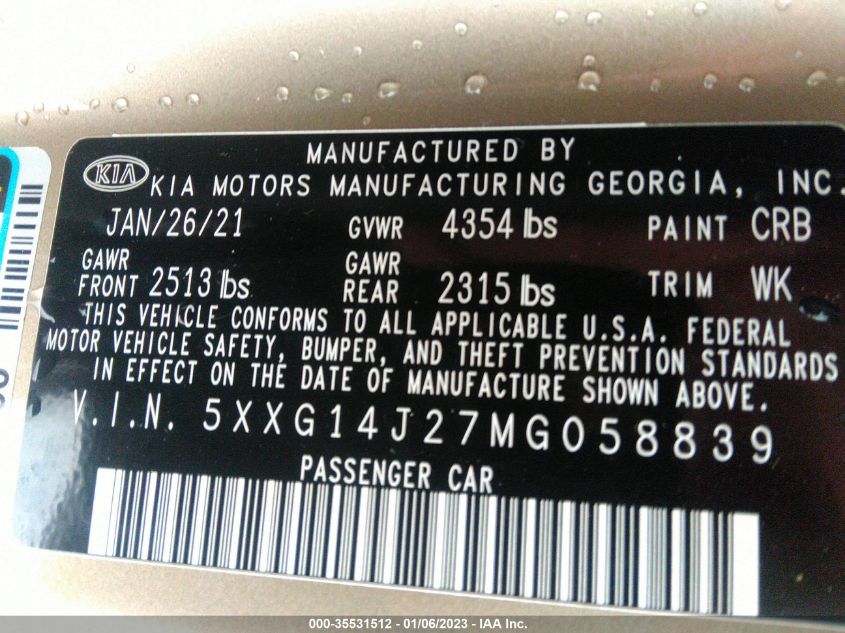 MANUFACTURED BY
KIA KIA MOTORS MANUFACTURING GEORGIA, INC.
JAN/26/21 GVWR 4354 lbs PAINT CRB
GAWR FRONT 2513 lbs GAWR REAR 2315 lbs TRIM WK
THIS VEHICLE CONFORMS TO ALL APPLICABLE U.S.A. FEDERAL
MOTOR VEHICLE SAFETY, BUMPER, AND THEFT PREVENTION STANDARDS
IN EFFECT ON THE DATE OF MANUFACTURE SHOWN ABOVE.
V.I.N. 5XXG14J27MG058839
PASSENGER CAR
000-35531512 - 01/06/2023 - IAA Inc.